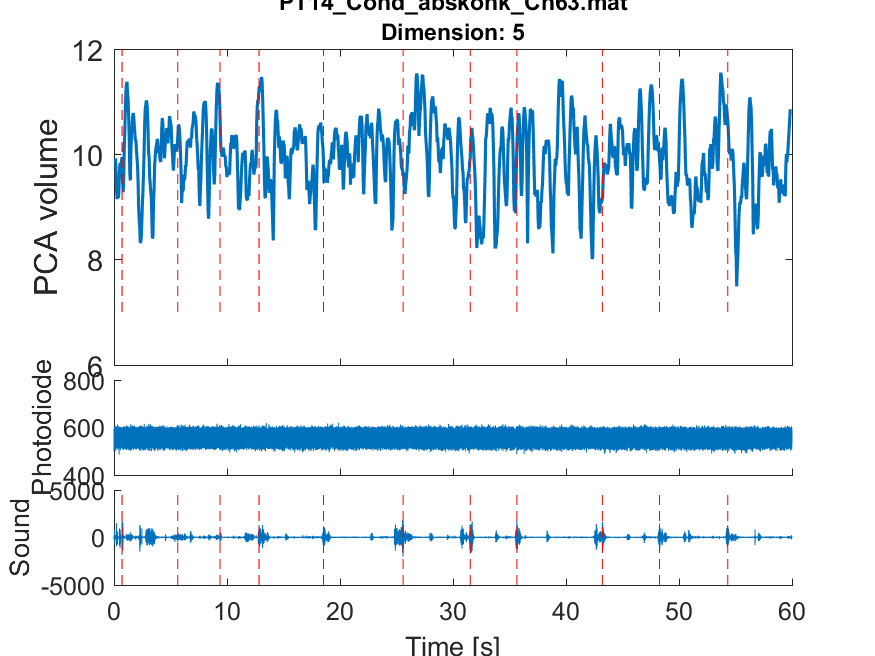 PT14_Cond_abskonk_Ch63.mat
Dimension: 5
12
10
8
6
PCA volume
800
600
400
Photodiode
5000
0
-5000
Sound
0 10 20 30 40 50 60
Time [s]